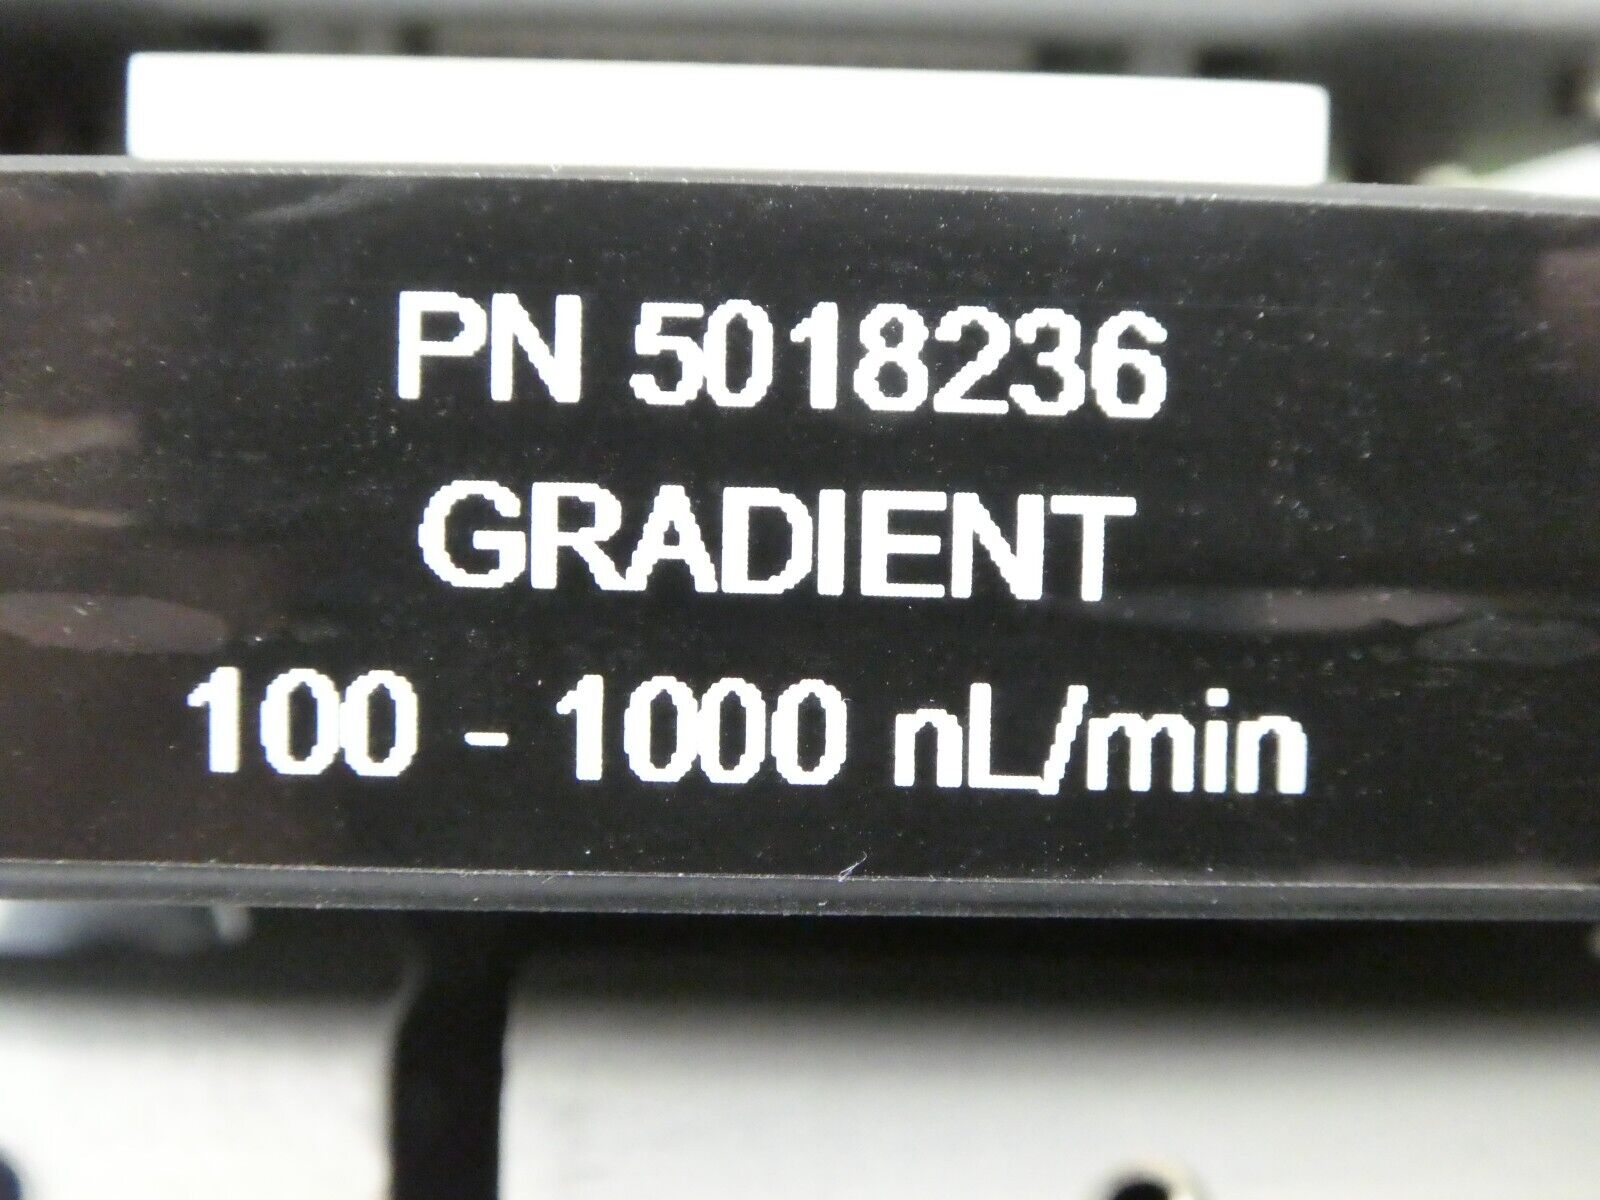 PN 5018236
GRADIENT
100 - 1000 nL/min